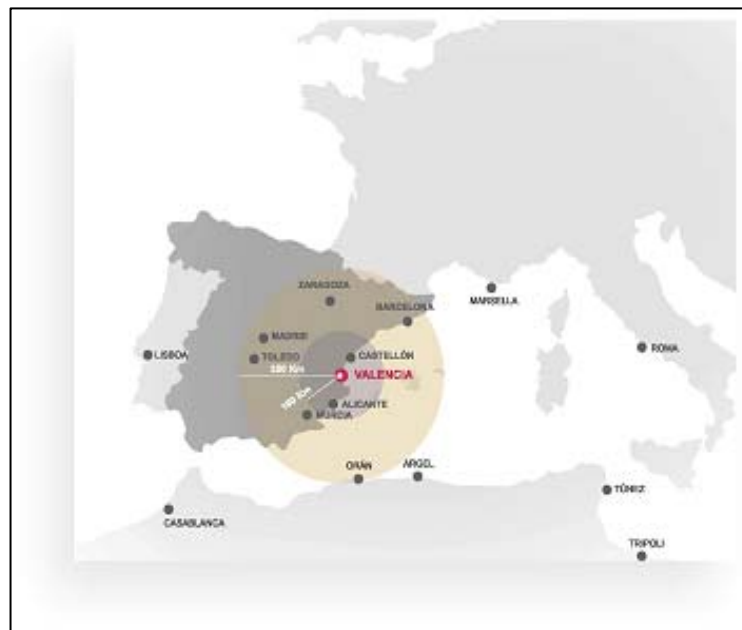 ZARAGOZA
MARSELLA
BARCELONA
MADRID
LISBOA
TOLEDO
CASTELLÓN
ROMA
VALENCIA
ALICANTE
MURCIA
ORÁN
ARGEL
TÚNEZ
CASABLANCA
TRIPOLI